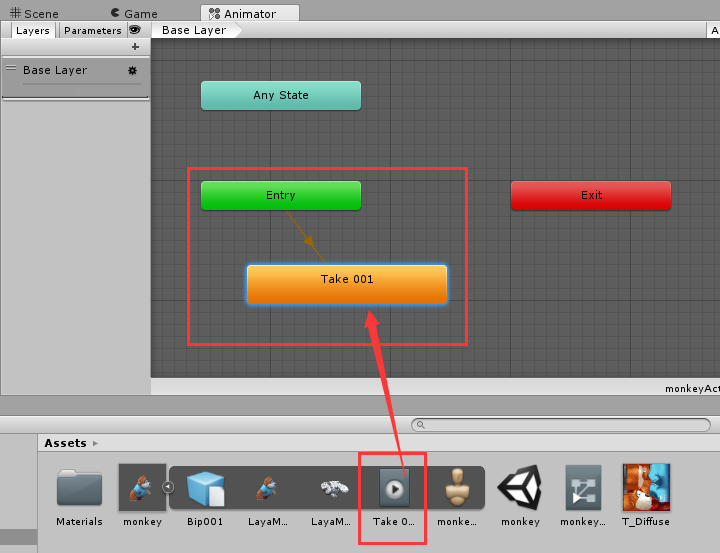 Scene
Game
Animator
Layers
Parameters
Base Layer
A
+
Base Layer
Any State
Entry
Exit
Take 001
monkeyAct
Assets
Materials
monkey
Bip001
LayaM...
LayaM...
Take 0...
monke...
monkey
monkey...
T_Diffuse